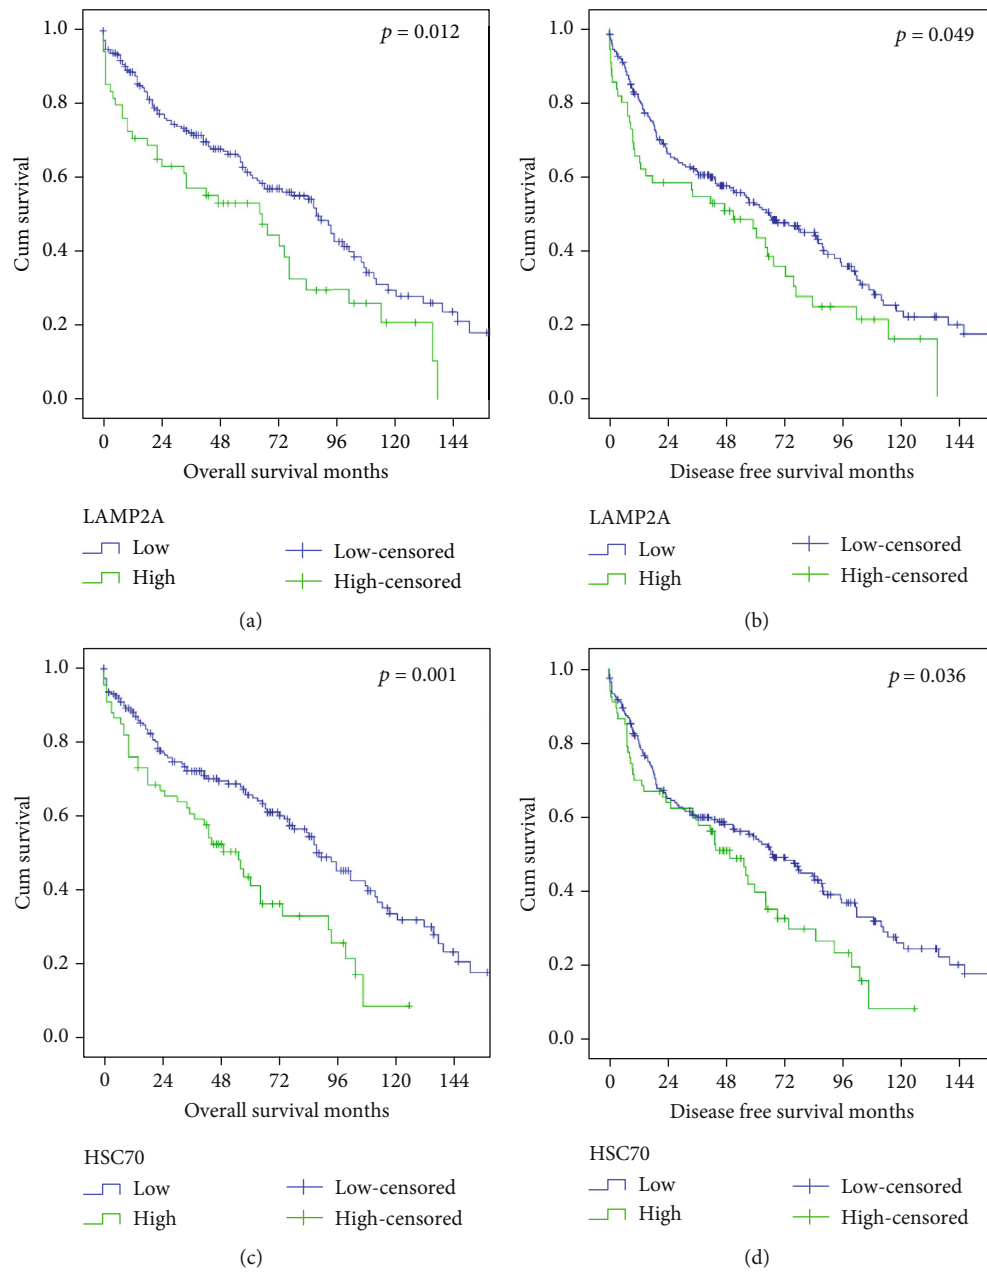 p = 0.012
1.0
0.8
0.6
0.4
0.2
0.0
Cum survival
0 24 48 72 96 120 144
Overall survival months
LAMP2A
Low Low-censored
High High-censored
(a)
p = 0.049
1.0
0.8
0.6
0.4
0.2
0.0
Cum survival
0 24 48 72 96 120 144
Disease free survival months
LAMP2A
Low Low-censored
High High-censored
(b)
p = 0.001
1.0
0.8
0.6
0.4
0.2
0.0
Cum survival
0 24 48 72 96 120 144
Overall survival months
HSC70
Low Low-censored
High High-censored
(c)
p = 0.036
1.0
0.8
0.6
0.4
0.2
0.0
Cum survival
0 24 48 72 96 120 144
Disease free survival months
HSC70
Low Low-censored
High High-censored
(d)